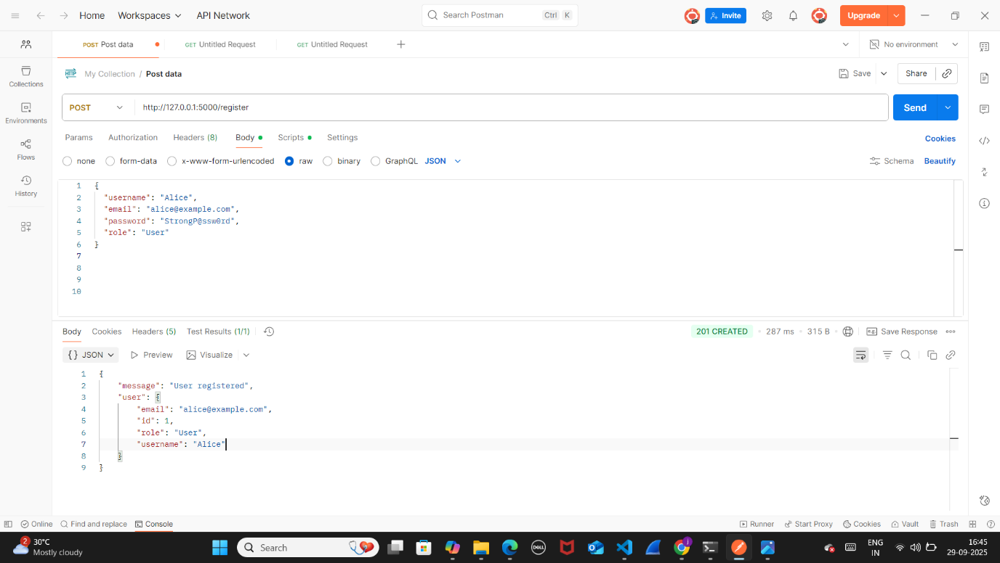 Home Workspaces API Network Search Postman Ctrl K Invite Upgrade
POST Post data GET Untitled Request GET Untitled Request No environment
HTTP My Collection / Post data Save Share
Collections
Environments
Flows
History
POST http://127.0.0.1:5000/register Send
Params Authorization Headers (8) Body Scripts Settings Cookies
none form-data x-www-form-urlencoded raw binary GraphQL JSON Schema Beautify
1 {
2 "username": "Alice",
3 "email": "alice@example.com",
4 "password": "StrongP@ssw0rd",
5 "role": "User"
6 }
7
8
9
10
Body Cookies Headers (5) Test Results (1/1) 201 CREATED 287 ms 315 B e.g. Save Response
{} JSON Preview Visualize
1 {
2 "message": "User registered",
3 "user": {
4 "email": "alice@example.com",
5 "id": 1,
6 "role": "User",
7 "username": "Alice"
8 }
9 }
Online Find and replace Console Runner Start Proxy Cookies Vault Trash
2 30°C
Mostly cloudy
Search
DELL
ENG
IN
16:45
29-09-2025